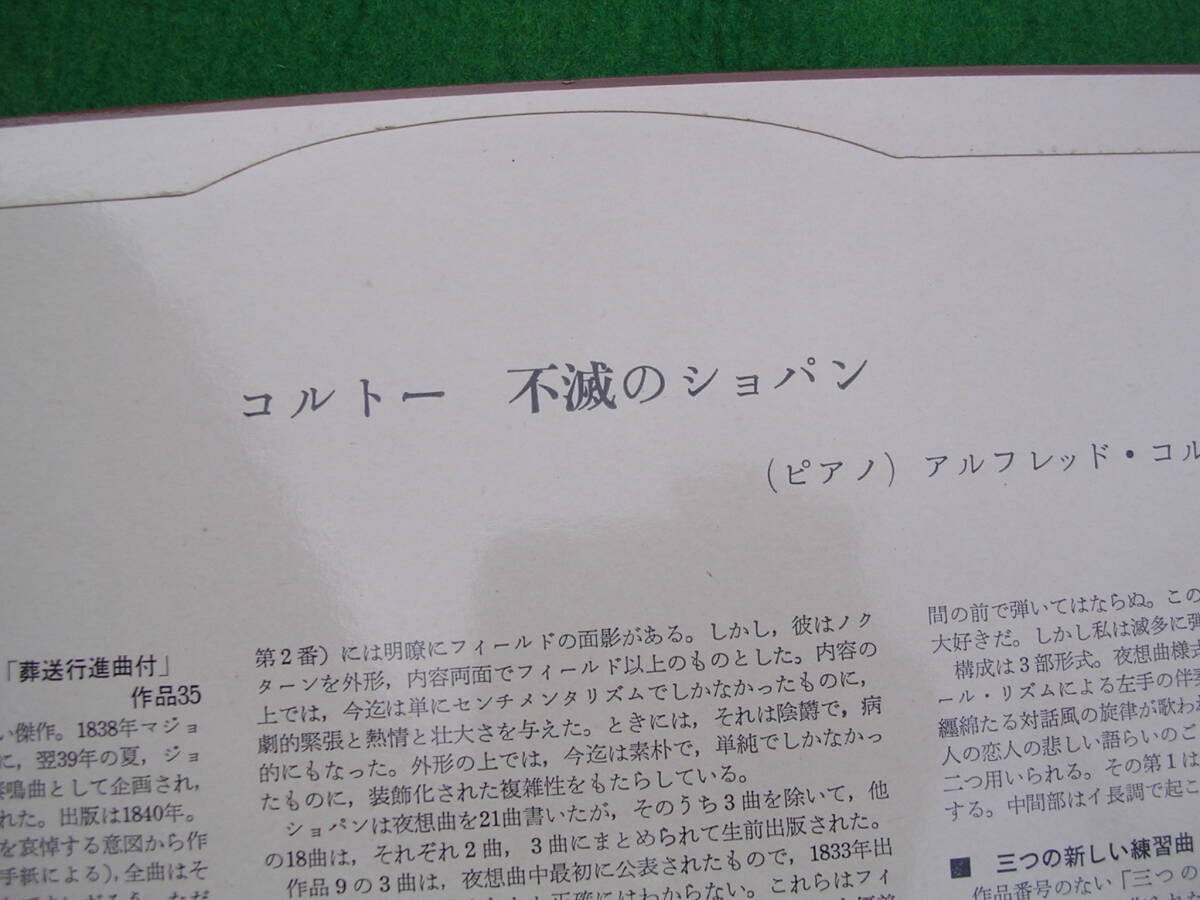 コルトー 不滅のショパン
(ピアノ) アルフレッド・コル
「葬送行進曲付」
作品35
い傑作。1838年マジョ
に，翌39年の夏，ジョ
奏鳴曲として企画され，
れた。出版は1840年。
を哀悼する意図から作
手紙による），全曲はそ
第2番）には明瞭にフィールドの面影がある。しかし，彼はノク
ターンを外形，内容両面でフィールド以上のものとした。内容の
上では，今迄は単にセンチメンタリズムでしかなかったものに，
劇的緊張と熱情と壮大さを与えた。ときには，それは陰欝で，病
的にもなった。外形の上では，今迄は素朴で，単純でしかなかっ
たものに，装飾化された複雑性をもたらしている。
ショパンは夜想曲を21曲書いたが，そのうち3曲を除いて，他
の18曲は，それぞれ2曲，3曲にまとめられて生前出版された。
作品9の3曲は，夜想曲中最初に公表されたもので，1833年出
正確にはわからない。これらはフィ
間の前で弾いてはならぬ。この
大好きだ。しかし私は滅多に弾
構成は3部形式。夜想曲様式
ール・リズムによる左手の伴奏
纒綿たる対話風の旋律が歌わ
人の恋人の悲しい語らいのこ
二つ用いられる。その第1は
する。中間部はイ長調で起こ
■ 三つの新しい練習曲
作品番号のない「三つの